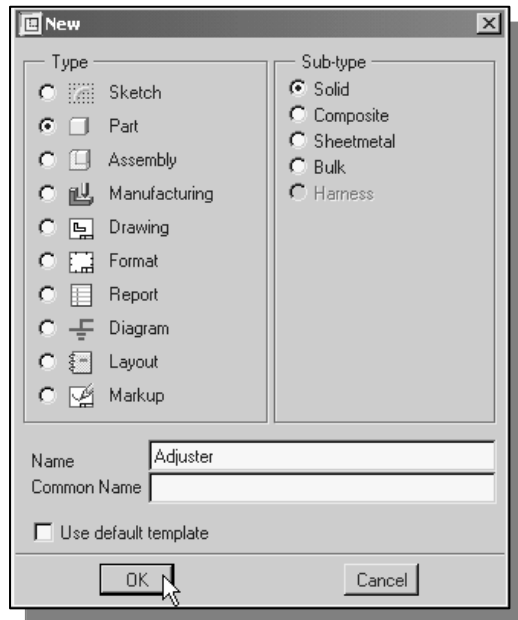 New
Type
Sketch
Part
Assembly
Manufacturing
Drawing
Format
Report
Diagram
Layout
Markup
Sub-type
Solid
Composite
Sheetmetal
Bulk
Harness
Name Adjuster
Common Name
Use default template
OK Cancel